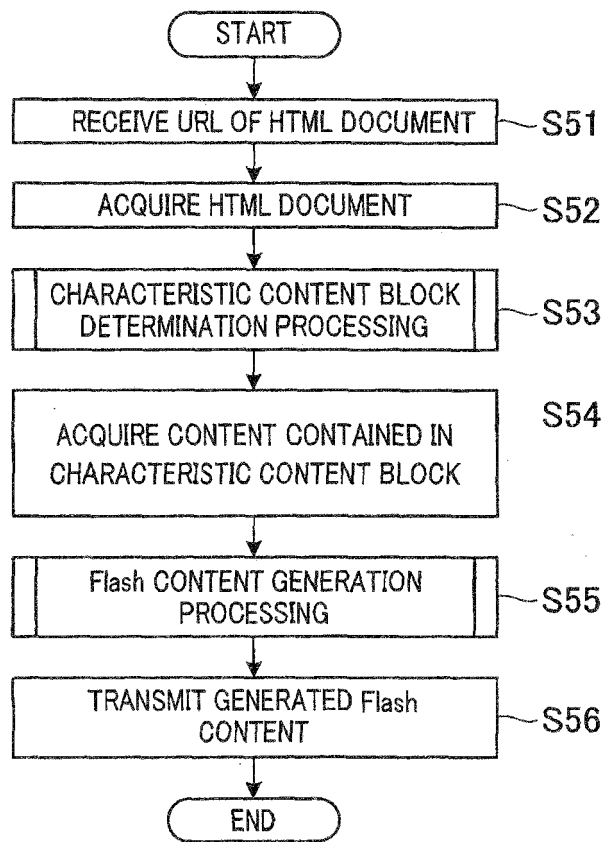 START
RECEIVE URL OF HTML DOCUMENT
S51
ACQUIRE HTML DOCUMENT
S52
CHARACTERISTIC CONTENT BLOCK
DETERMINATION PROCESSING
S53
ACQUIRE CONTENT CONTAINED IN
CHARACTERISTIC CONTENT BLOCK
S54
Flash CONTENT GENERATION
PROCESSING
S55
TRANSMIT GENERATED Flash
CONTENT
S56
END